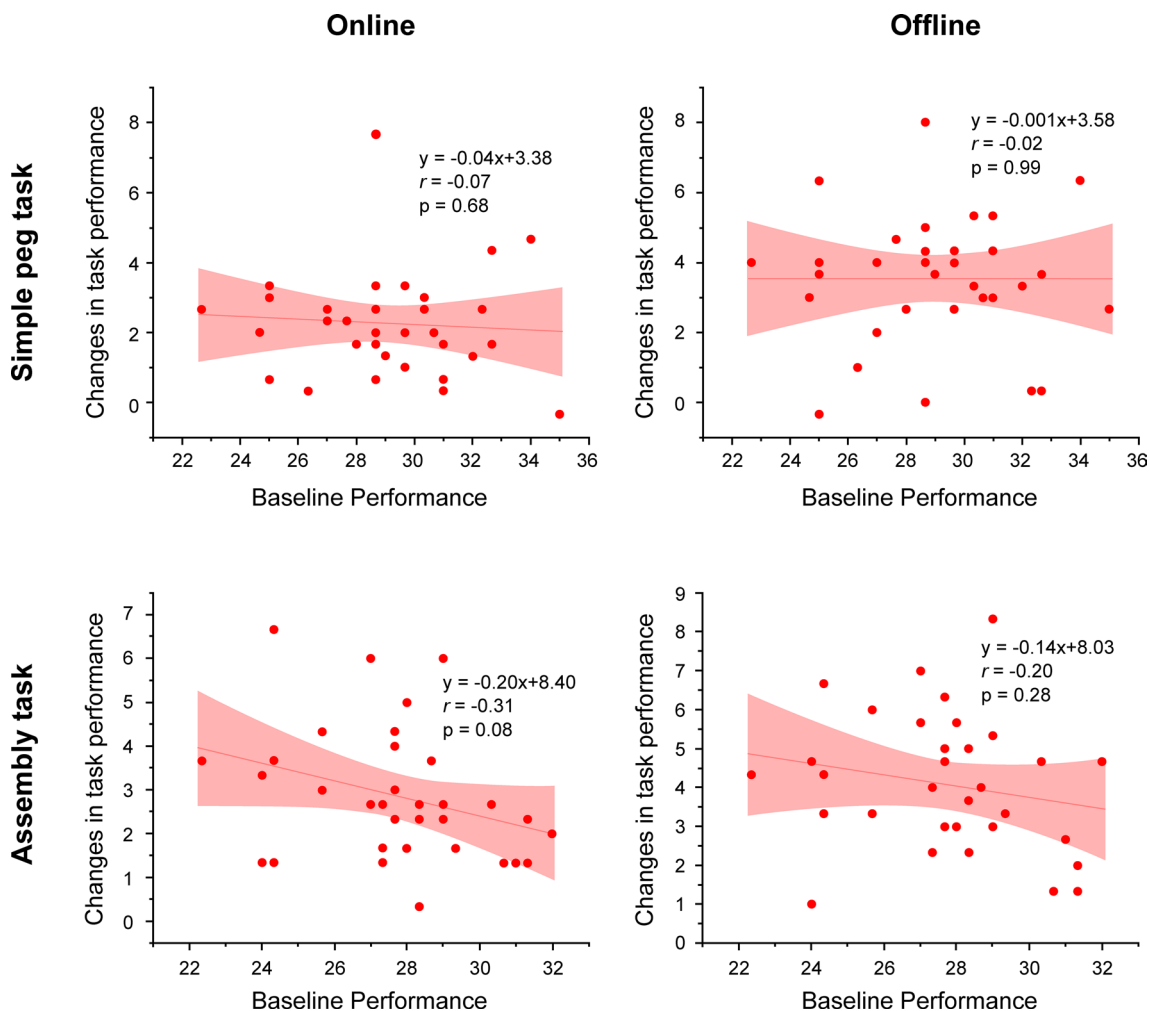 Online
Offline
Simple peg task
Changes in task performance
8
6
4
2
0
y = -0.04x+3.38
r = -0.07
p = 0.68
22 24 26 28 30 32 34 36
Baseline Performance
Changes in task performance
8
6
4
2
0
y = -0.001x+3.58
r = -0.02
p = 0.99
22 24 26 28 30 32 34 36
Baseline Performance
Assembly task
Changes in task performance
7
6
5
4
3
2
1
0
y = -0.20x+8.40
r = -0.31
p = 0.08
22 24 26 28 30 32
Baseline Performance
Changes in task performance
9
8
7
6
5
4
3
2
1
0
y = -0.14x+8.03
r = -0.20
p = 0.28
22 24 26 28 30 32
Baseline Performance